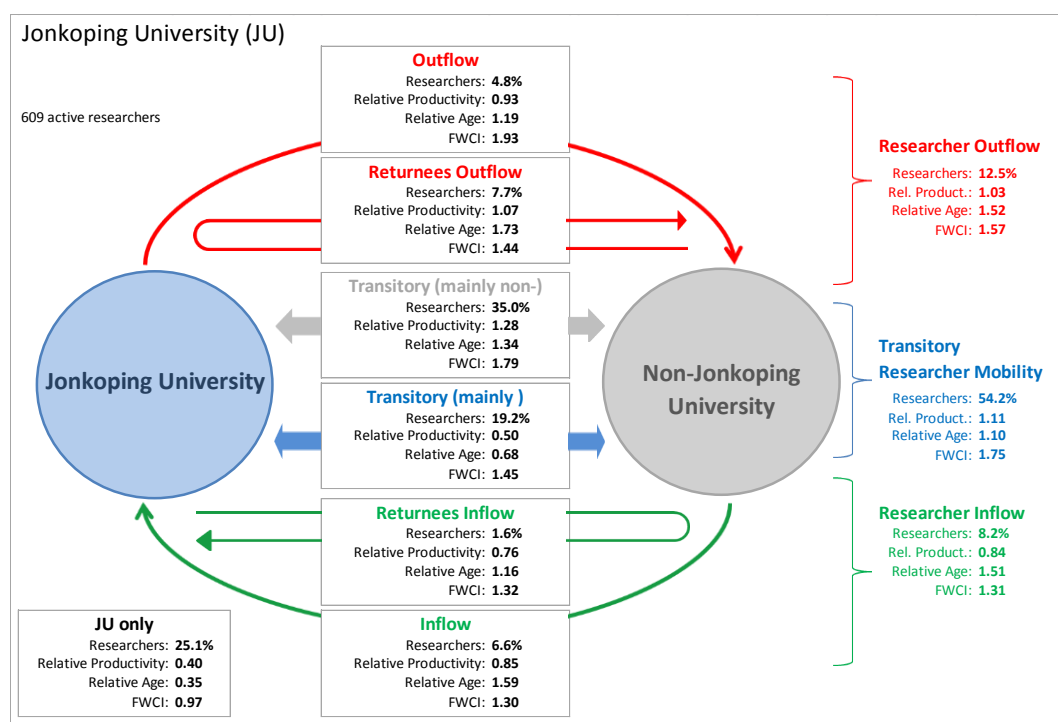 Jonkoping University (JU)
609 active researchers
Outflow
Researchers: 4.8%
Relative Productivity: 0.93
Relative Age: 1.19
FWCI: 1.93
Returnees Outflow
Researchers: 7.7%
Relative Productivity: 1.07
Relative Age: 1.73
FWCI: 1.44
Transitory (mainly non-)
Researchers: 35.0%
Relative Productivity: 1.28
Relative Age: 1.34
FWCI: 1.79
Transitory (mainly )
Researchers: 19.2%
Relative Productivity: 0.50
Relative Age: 0.68
FWCI: 1.45
Returnees Inflow
Researchers: 1.6%
Relative Productivity: 0.76
Relative Age: 1.16
FWCI: 1.32
Inflow
Researchers: 6.6%
Relative Productivity: 0.85
Relative Age: 1.59
FWCI: 1.30
Jonkoping University
Non-Jonkoping
University
Researcher Outflow
Researchers: 12.5%
Rel. Product.: 1.03
Relative Age: 1.52
FWCI: 1.57
Transitory
Researcher Mobility
Researchers: 54.2%
Rel. Product.: 1.11
Relative Age: 1.10
FWCI: 1.75
Researcher Inflow
Researchers: 8.2%
Rel. Product.: 0.84
Relative Age: 1.51
FWCI: 1.31
JU only
Researchers: 25.1%
Relative Productivity: 0.40
Relative Age: 0.35
FWCI: 0.97